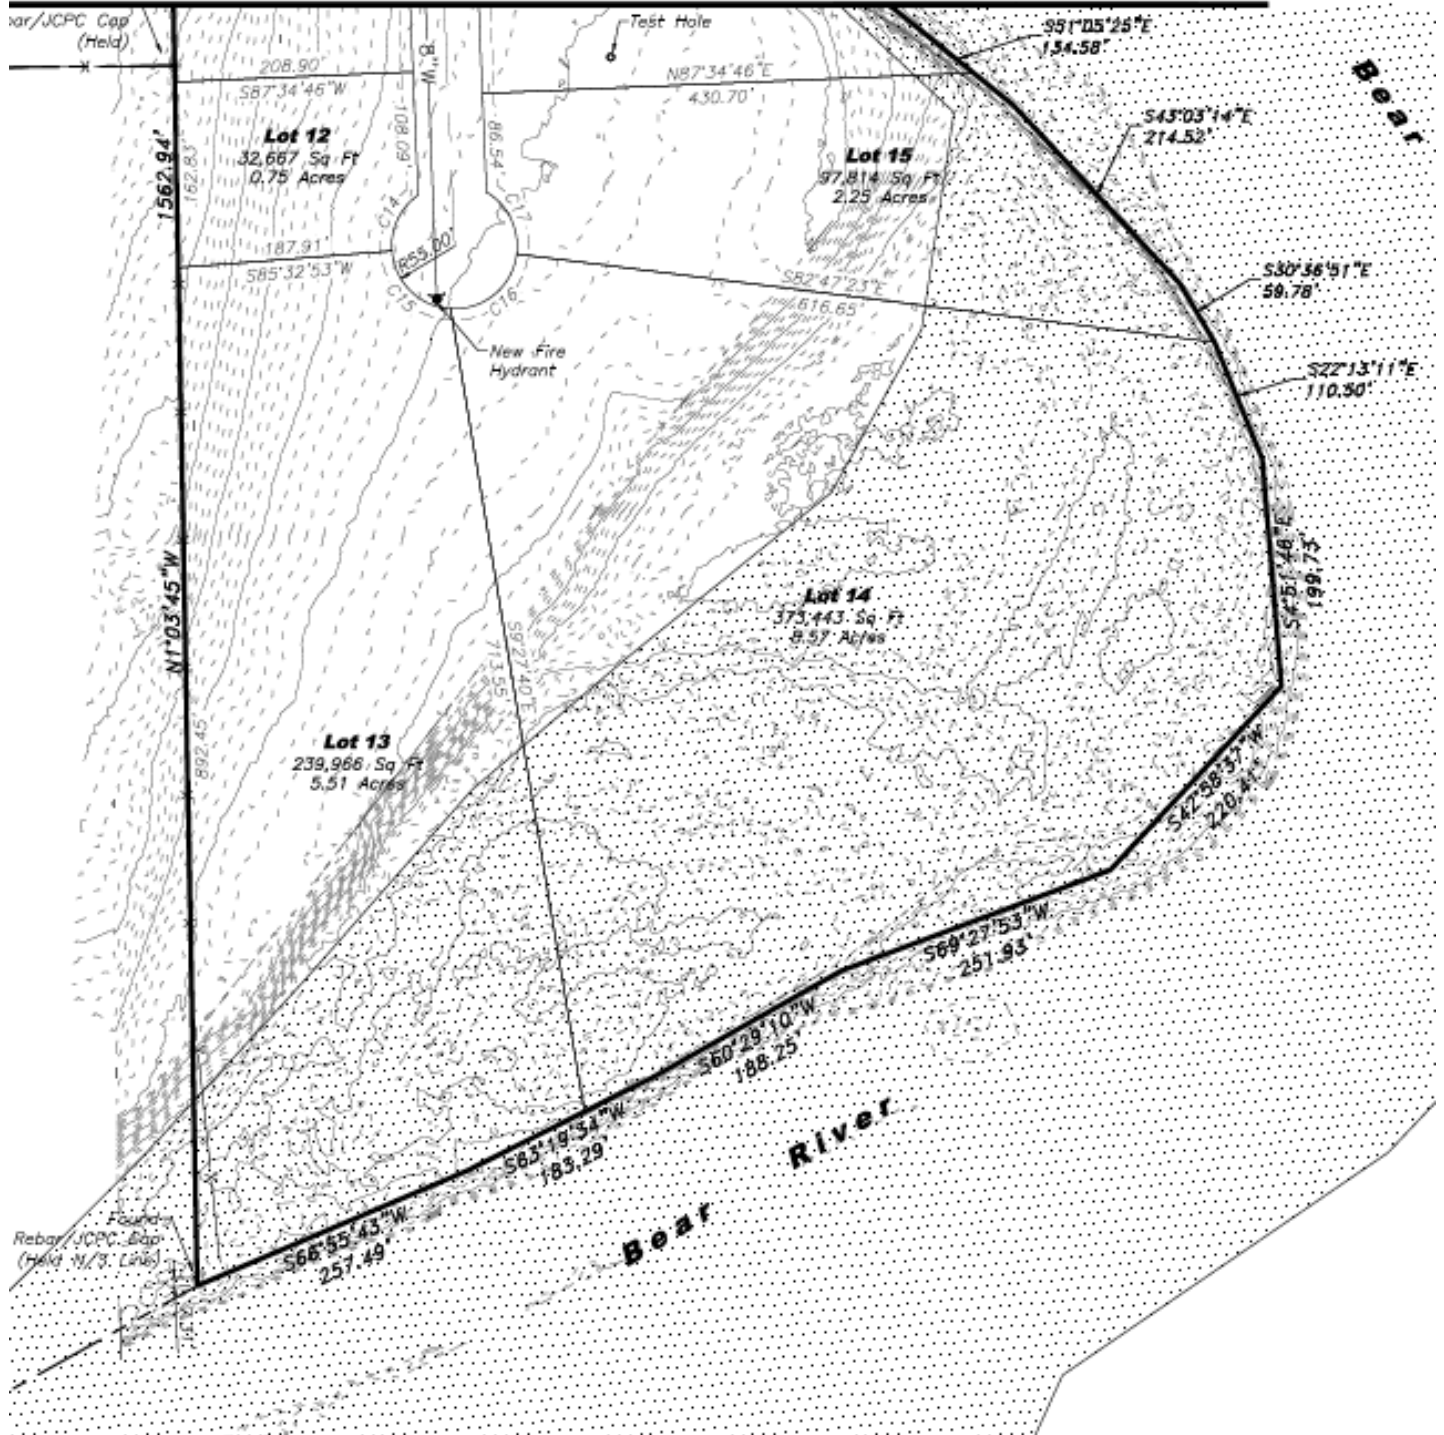 bar/JCPC Cap
(Held)
Test Hole
S51°05'25"E
134.58'
Bear
208.90'
S87°34'46"W
8"W
N87°34'46"E
430.70'
S43°03'14"E
214.52'
Lot 12
32,667 Sq Ft
0.75 Acres
108.09
86.54
Lot 15
97,814 Sq Ft
2.25 Acres
1562.94'
162.83'
C14
C17
187.91'
S85°32'53"W
R55.00'
C15
C16
S82°47'23"E
616.65
S30°36'51"E
59.78'
New Fire
Hydrant
S22°13'11"E
110.50'
N1°03'45"W
S4°51'48"E
199.73'
Lot 14
373,443 Sq Ft
8.57 Acres
S9°27'40"E
713.55
892.45
Lot 13
239,966 Sq Ft
5.51 Acres
S42°58'37"W
220.41'
S69°27'53"W
251.93'
S60°29'10"W
188.25'
S63°19'34"W
183.29'
Bear River
Found
Rebar/JCPC Cap
(Held N/S Line)
S66°55'43"W
257.49'